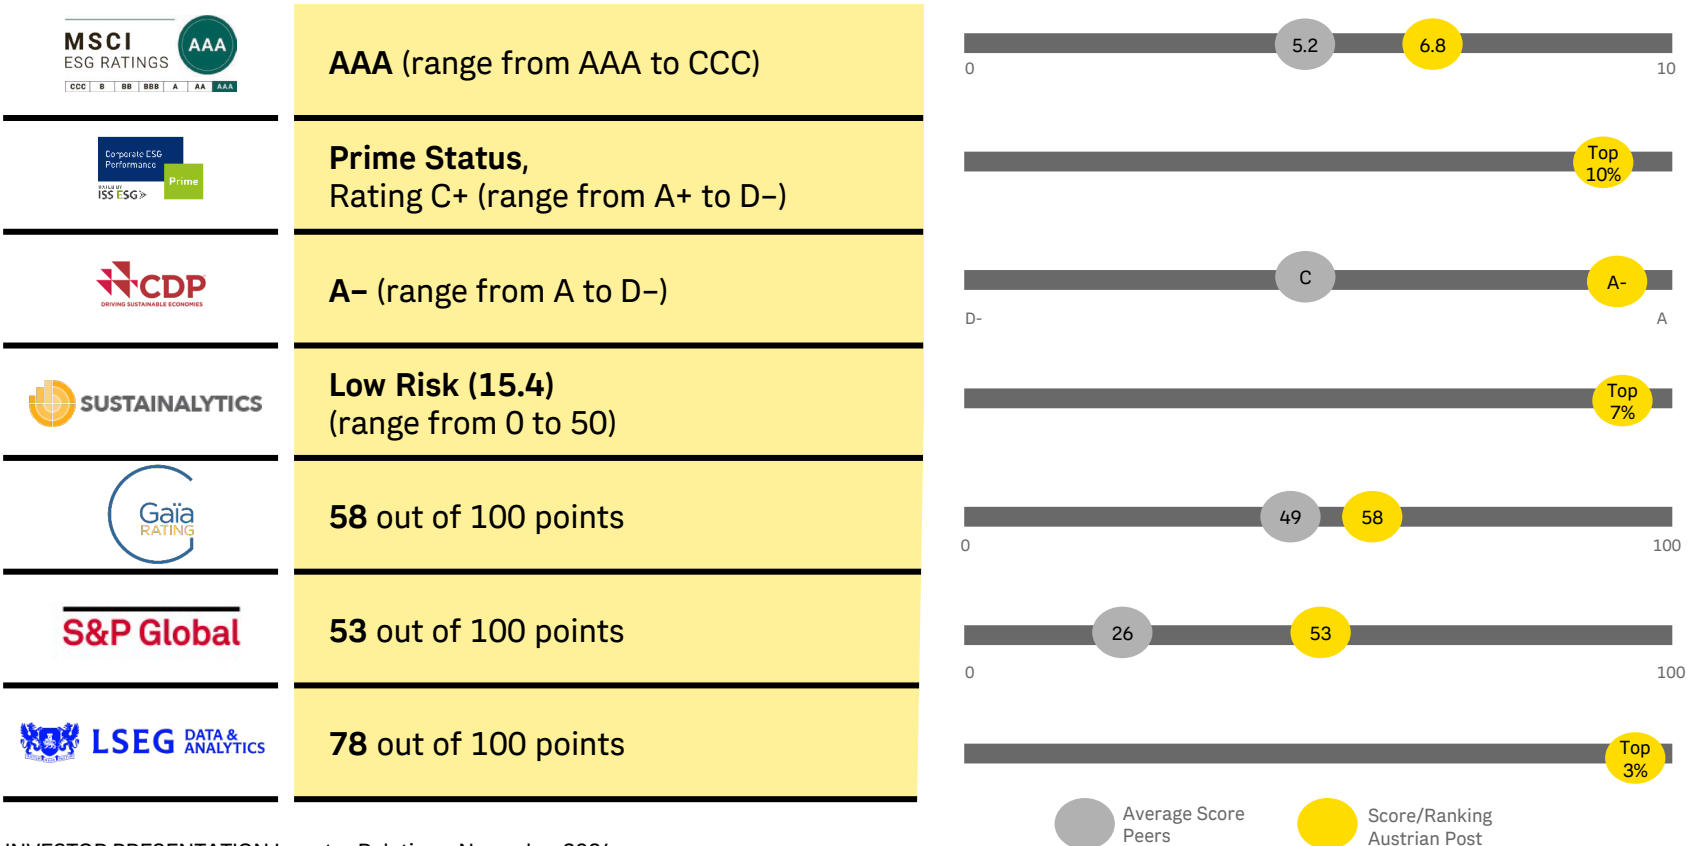 MSCI
ESG RATINGS
AAA
CCC B BB BBB A AA AAA
AAA (range from AAA to CCC)
5.2
6.8
0
10
Corporate ESG
Performance
RATED BY
ISS ESG
Prime
Prime Status,
Rating C+ (range from A+ to D–)
Top
10%
CDP
DRIVING SUSTAINABLE ECONOMIES
A– (range from A to D–)
C
A-
D-
A
SUSTAINALYTICS
Low Risk (15.4)
(range from 0 to 50)
Top
7%
Gaïa
RATING
58 out of 100 points
49
58
0
100
S&P Global
53 out of 100 points
26
53
0
100
LSEG DATA &
ANALYTICS
78 out of 100 points
Top
3%
Average Score
Peers
Score/Ranking
Austrian Post
INVESTOR PRESENTATION